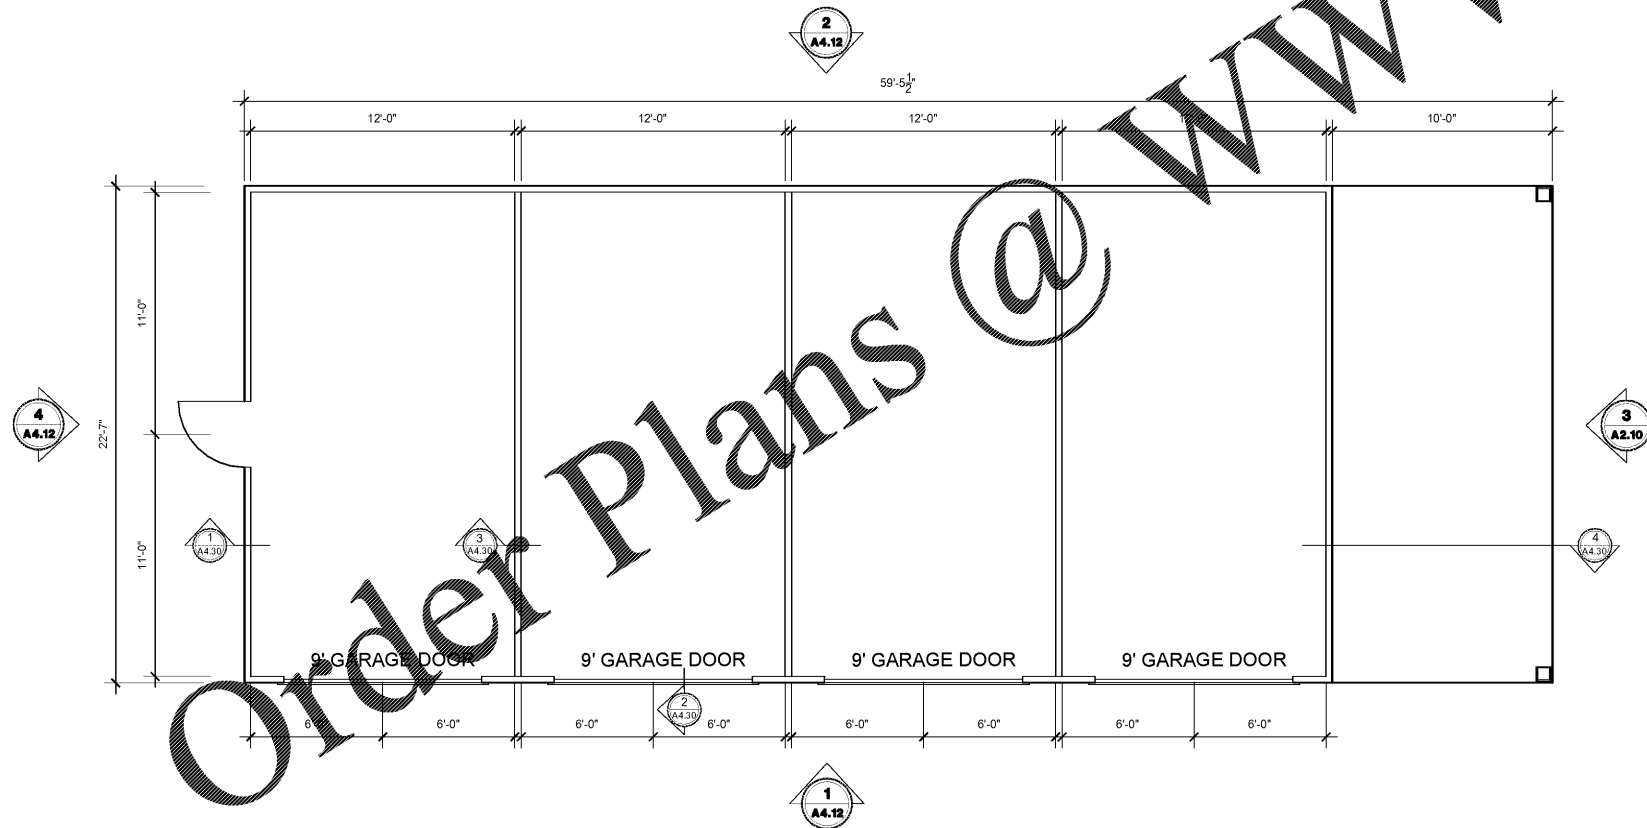 2
A4.12
59'-5 1/2"
12'-0" 12'-0" 12'-0" 10'-0"
11'-0"
22'-7"
11'-0"
4
A4.12
3
A2.10
1
A4.30
3
A4.30
4
A4.30
9' GARAGE DOOR 9' GARAGE DOOR 9' GARAGE DOOR 9' GARAGE DOOR
2
A4.30
6'-0" 6'-0" 6'-0" 6'-0" 6'-0" 6'-0" 6'-0"
1
A4.12
Order Plans @ www